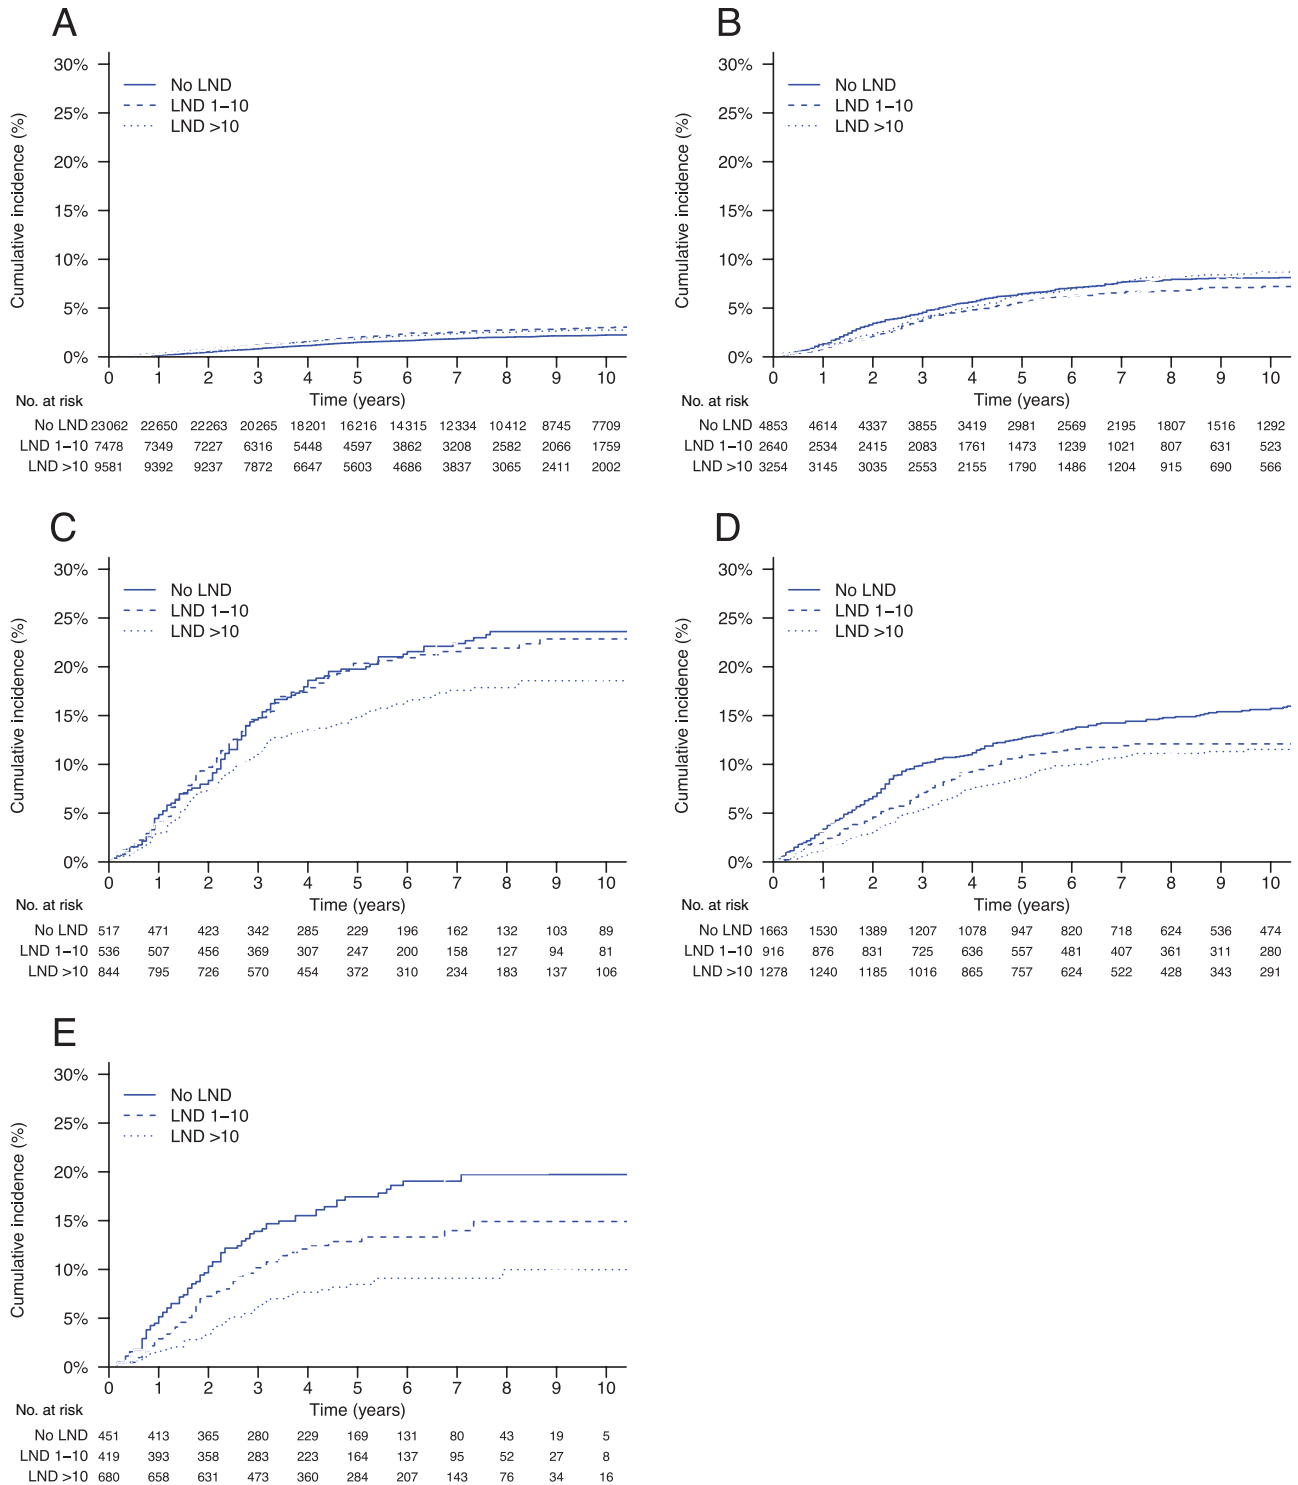 A
Cumulative incidence (%)
30%
25%
20%
15%
10%
5%
0%
No LND
LND 1–10
LND >10
0 1 2 3 4 5 6 7 8 9 10
Time (years)
No. at risk
No LND 23062 22650 22263 20265 18201 16216 14315 12334 10412 8745 7709
LND 1–10 7478 7349 7227 6316 5448 4597 3862 3208 2582 2066 1759
LND >10 9581 9392 9237 7872 6647 5603 4686 3837 3065 2411 2002
B
Cumulative incidence (%)
30%
25%
20%
15%
10%
5%
0%
No LND
LND 1–10
LND >10
0 1 2 3 4 5 6 7 8 9 10
Time (years)
No. at risk
No LND 4853 4614 4337 3855 3419 2981 2569 2195 1807 1516 1292
LND 1–10 2640 2534 2415 2083 1761 1473 1239 1021 807 631 523
LND >10 3254 3145 3035 2553 2155 1790 1486 1204 915 690 566
C
Cumulative incidence (%)
30%
25%
20%
15%
10%
5%
0%
No LND
LND 1–10
LND >10
0 1 2 3 4 5 6 7 8 9 10
Time (years)
No. at risk
No LND 517 471 423 342 285 229 196 162 132 103 89
LND 1–10 536 507 456 369 307 247 200 158 127 94 81
LND >10 844 795 726 570 454 372 310 234 183 137 106
D
Cumulative incidence (%)
30%
25%
20%
15%
10%
5%
0%
No LND
LND 1–10
LND >10
0 1 2 3 4 5 6 7 8 9 10
Time (years)
No. at risk
No LND 1663 1530 1389 1207 1078 947 820 718 624 536 474
LND 1–10 916 876 831 725 636 557 481 407 361 311 280
LND >10 1278 1240 1185 1016 865 757 624 522 428 343 291
E
Cumulative incidence (%)
30%
25%
20%
15%
10%
5%
0%
No LND
LND 1–10
LND >10
0 1 2 3 4 5 6 7 8 9 10
Time (years)
No. at risk
No LND 451 413 365 280 229 169 131 80 43 19 5
LND 1–10 419 393 358 283 223 164 137 95 52 27 8
LND >10 680 658 631 473 360 284 207 143 76 34 16